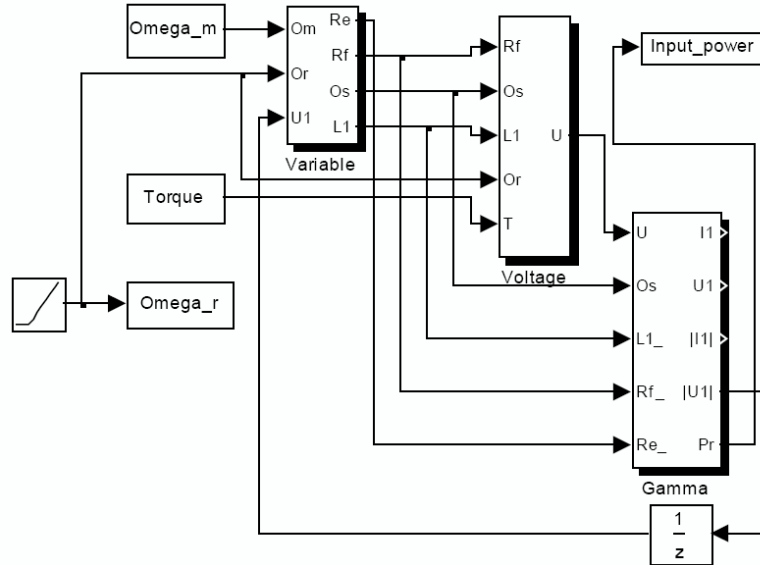 Omega_m
Om
Or
U1
Re
Rf
Os
L1
Variable
Rf
Os
L1
Or
T
U
Voltage
Input_power
Torque
Omega_r
U
Os
L1_
Rf_
Re_
I1
U1
|I1|
|U1|
Pr
Gamma
1
z